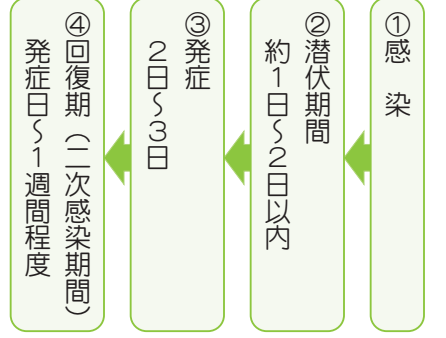 ①感　染
②潜伏期間
約1日～2日以内
③発症
2日～3日
④回復期（二次感染期間）
発症日～1週間程度